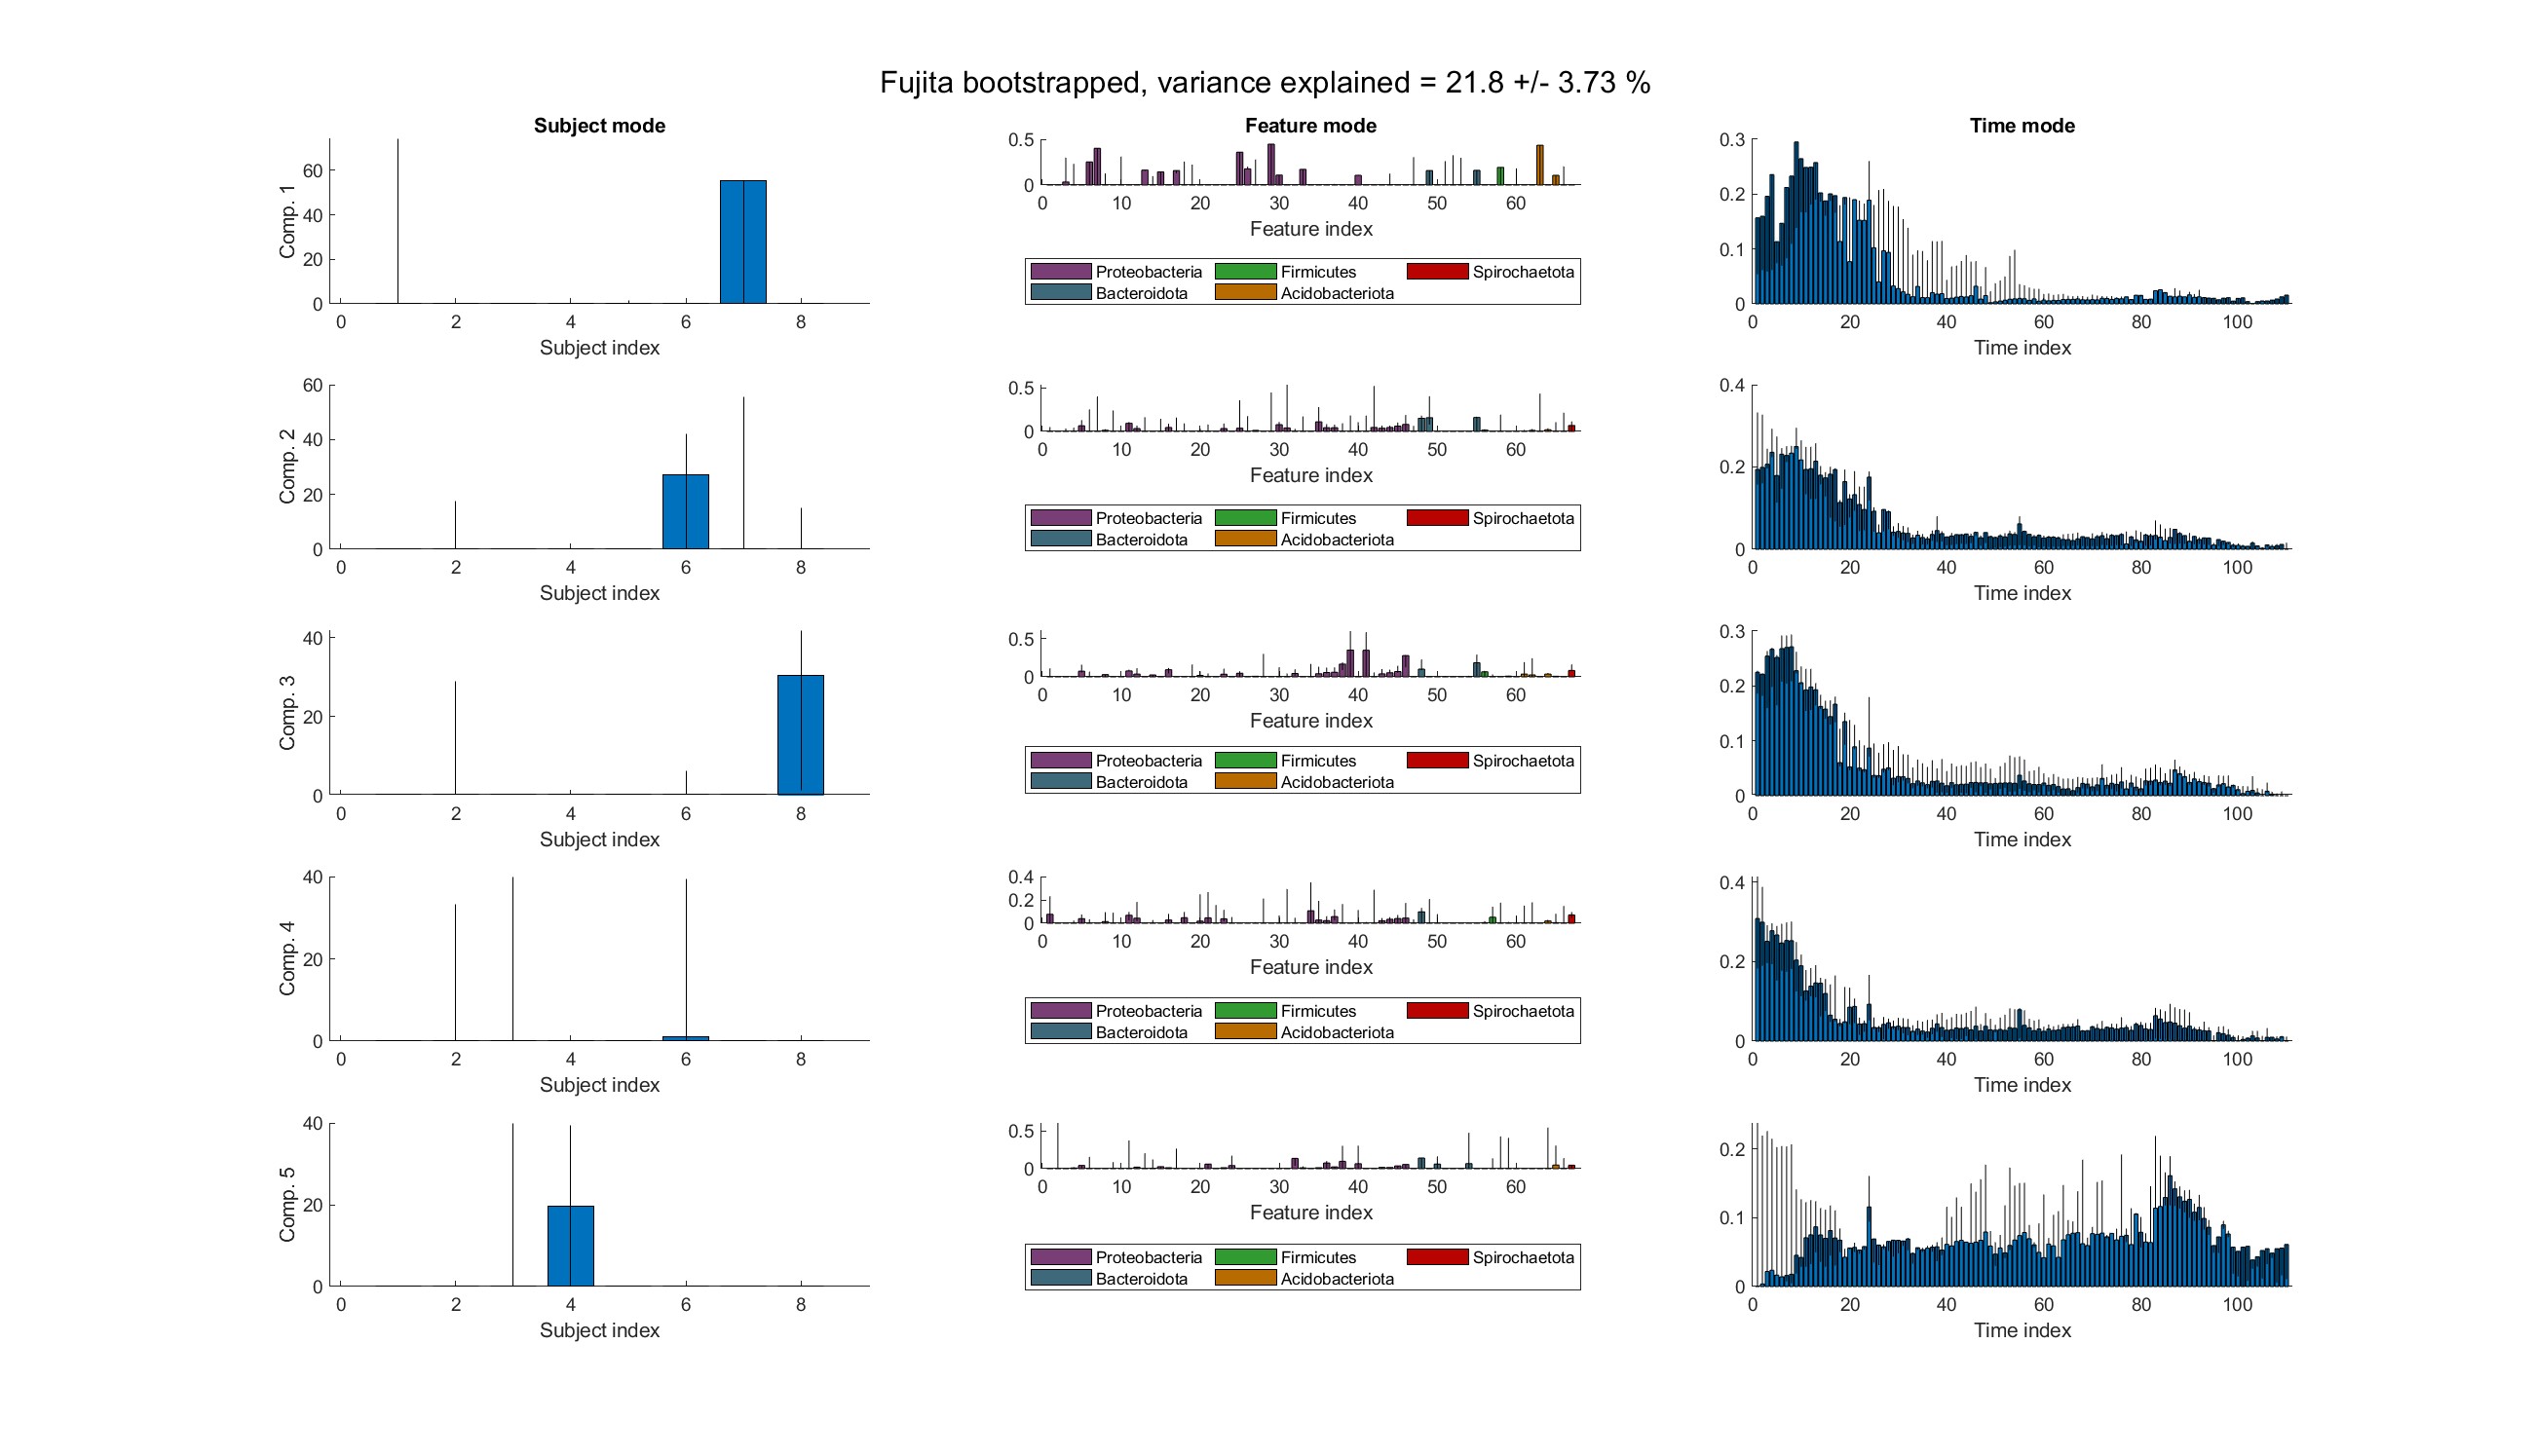 Fujita bootstrapped, variance explained = 21.8 +/- 3.73 %
Subject mode
Comp. 1
60
40
20
0
0 2 4 6 8
Subject index
Feature mode
0.5
0
0 10 20 30 40 50 60
Feature index
Proteobacteria Firmicutes Spirochaetota
Bacteroidota Acidobacteriota
Time mode
0.3
0.2
0.1
0
0 20 40 60 80 100
Time index
Comp. 2
60
40
20
0
0 2 4 6 8
Subject index
0.5
0
0 10 20 30 40 50 60
Feature index
Proteobacteria Firmicutes Spirochaetota
Bacteroidota Acidobacteriota
0.4
0.2
0
0 20 40 60 80 100
Time index
Comp. 3
40
20
0
0 2 4 6 8
Subject index
0.5
0
0 10 20 30 40 50 60
Feature index
Proteobacteria Firmicutes Spirochaetota
Bacteroidota Acidobacteriota
0.3
0.2
0.1
0
0 20 40 60 80 100
Time index
Comp. 4
40
20
0
0 2 4 6 8
Subject index
0.4
0.2
0
0 10 20 30 40 50 60
Feature index
Proteobacteria Firmicutes Spirochaetota
Bacteroidota Acidobacteriota
0.4
0.2
0
0 20 40 60 80 100
Time index
Comp. 5
40
20
0
0 2 4 6 8
Subject index
0.5
0
0 10 20 30 40 50 60
Feature index
Proteobacteria Firmicutes Spirochaetota
Bacteroidota Acidobacteriota
0.2
0.1
0
0 20 40 60 80 100
Time index